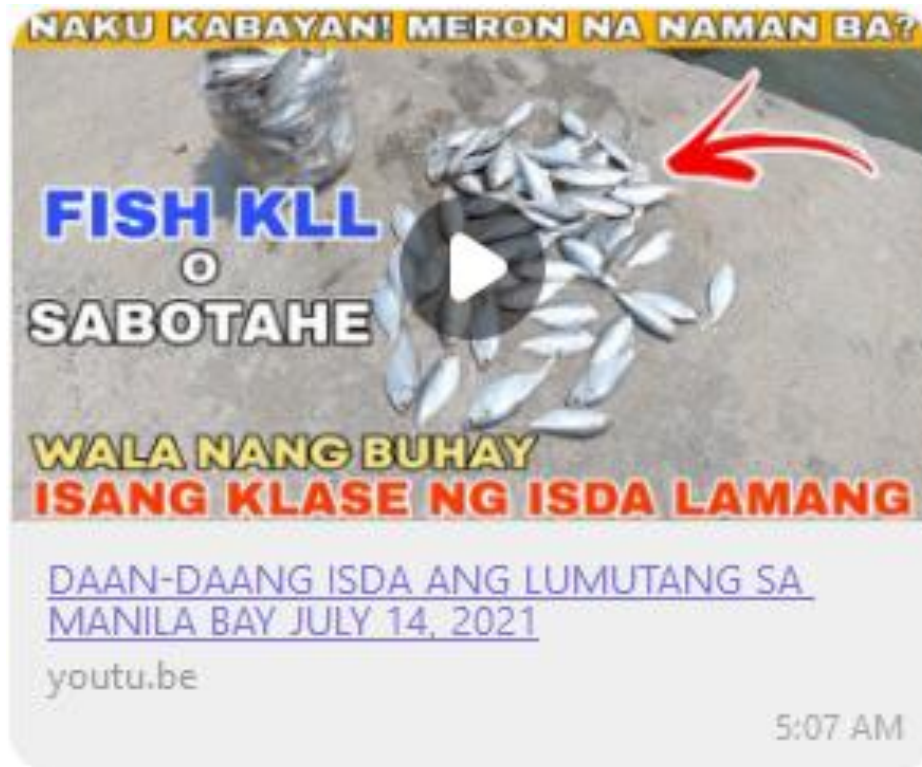 NAKU KABAYAN! MERON NA NAMAN BA?
FISH KLL
O
SABOTAHE
WALA NANG BUHAY
ISANG KLASE NG ISDA LAMANG
DAAN-DAANG ISDA ANG LUMUTANG SA
MANILA BAY JULY 14, 2021
youtu.be
5:07 AM